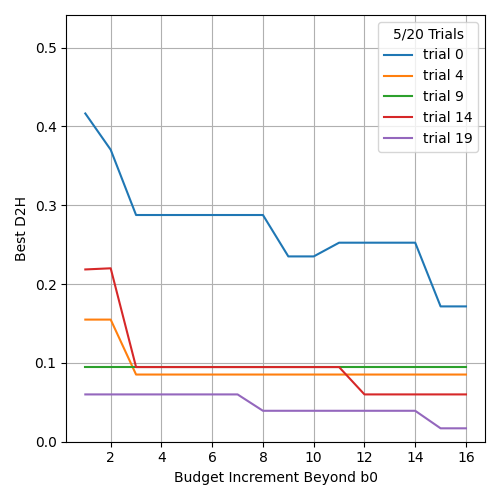 5/20 Trials
trial 0
trial 4
trial 9
trial 14
trial 19
Best D2H
0.5
0.4
0.3
0.2
0.1
0.0
2 4 6 8 10 12 14 16
Budget Increment Beyond b0